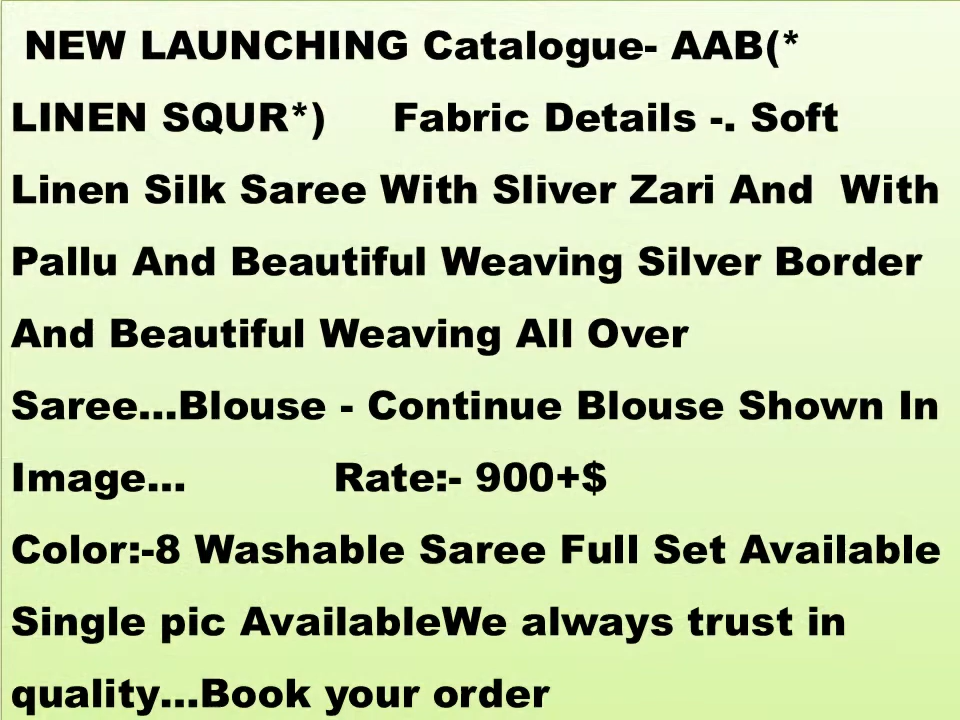 NEW LAUNCHING Catalogue- AAB(*
LINEN SQUR*) Fabric Details -. Soft
Linen Silk Saree With Sliver Zari And With
Pallu And Beautiful Weaving Silver Border
And Beautiful Weaving All Over
Saree...Blouse - Continue Blouse Shown In
Image... Rate:- 900+$
Color:-8 Washable Saree Full Set Available
Single pic AvailableWe always trust in
quality...Book your order